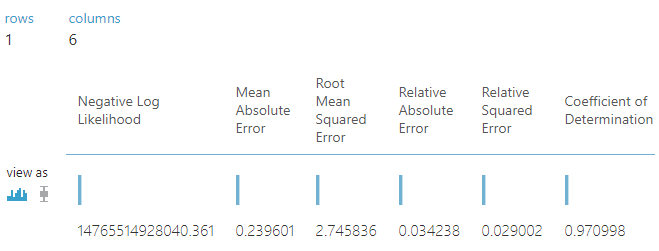 rows columns
1 6
Negative Log Likelihood
Mean Absolute Error
Root Mean Squared Error
Relative Absolute Error
Relative Squared Error
Coefficient of Determination
view as
14765514928040.361 0.239601 2.745836 0.034238 0.029002 0.970998